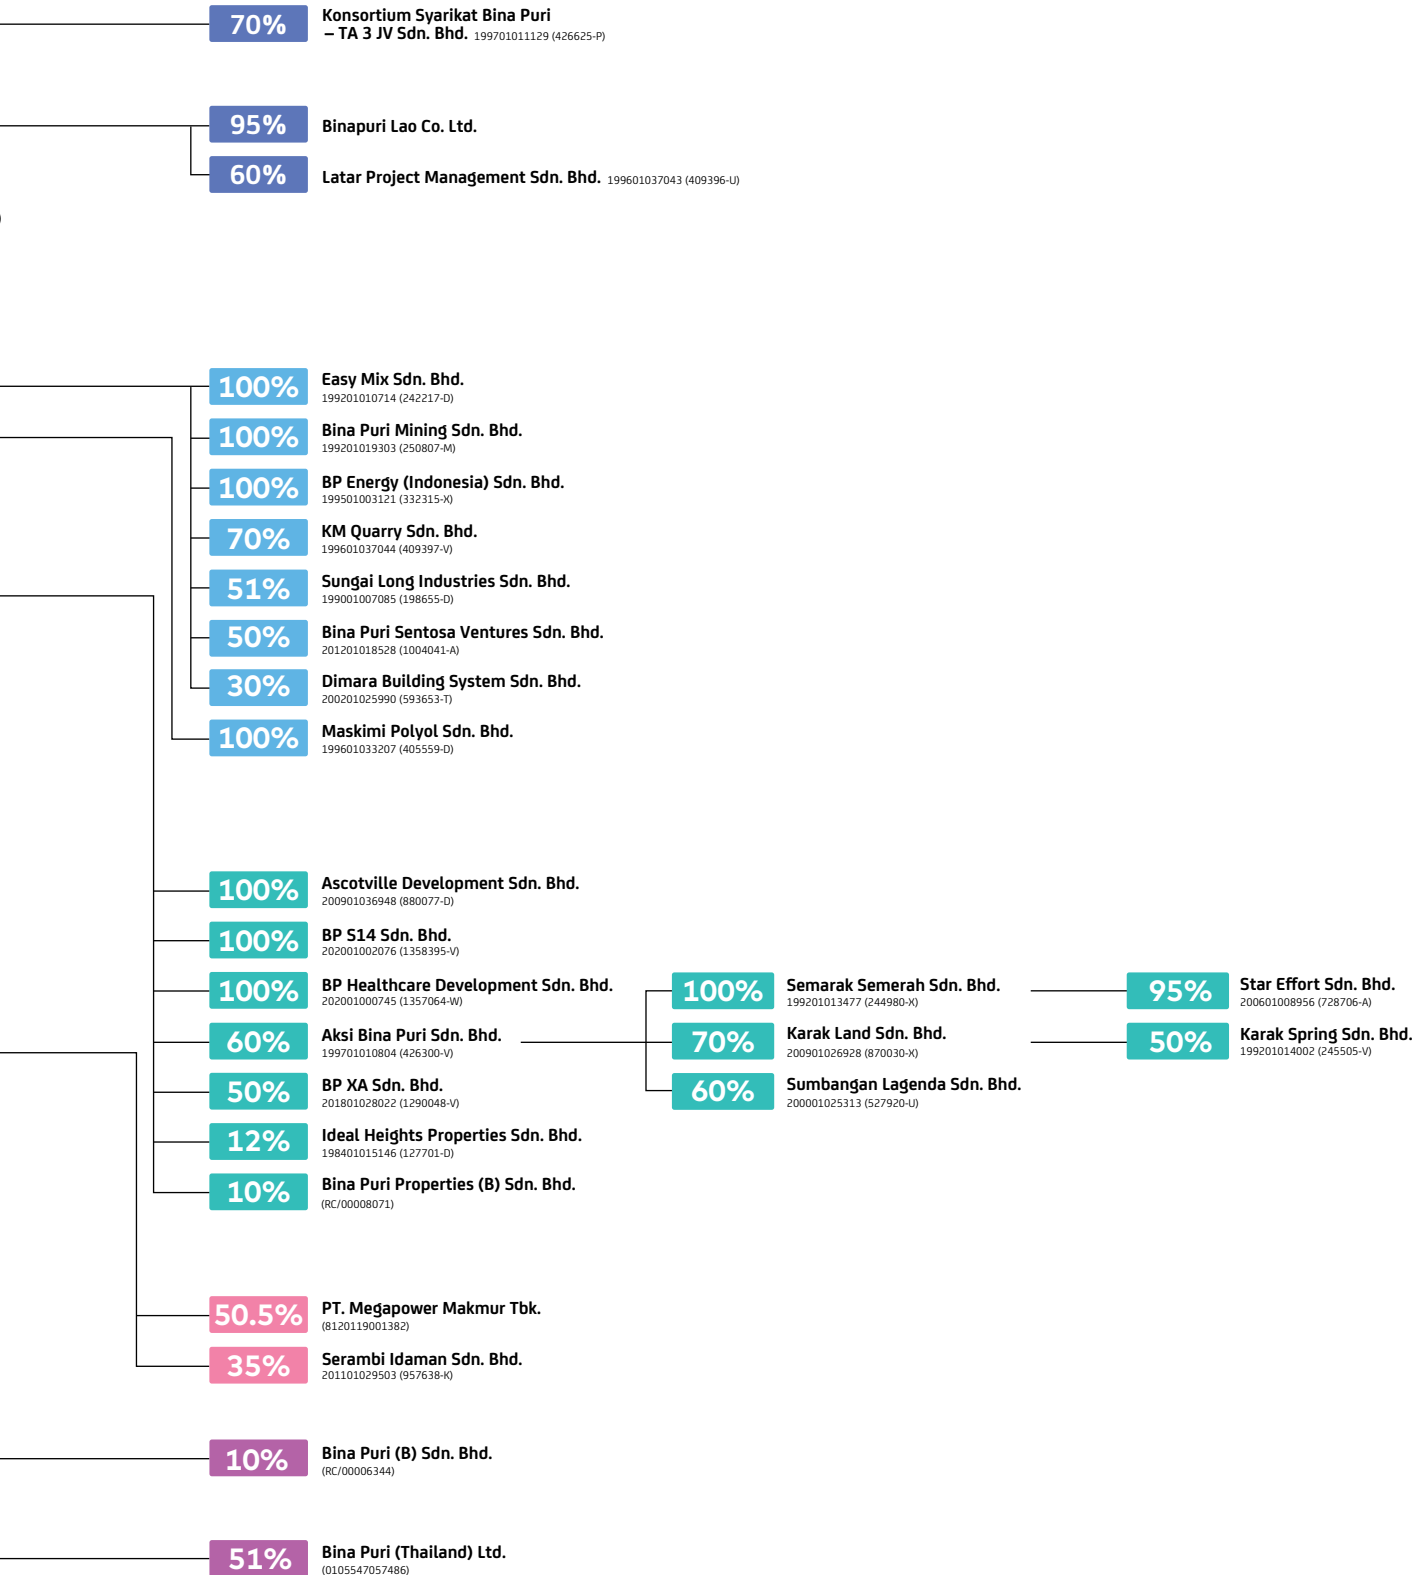 70%
Konsortium Syarikat Bina Puri
– TA 3 JV Sdn. Bhd. 199701011129 (426625-P)
95%
Binapuri Lao Co. Ltd.
60%
Latar Project Management Sdn. Bhd. 199601037043 (409396-U)
)
100%
Easy Mix Sdn. Bhd.
199201010714 (242217-D)
100%
Bina Puri Mining Sdn. Bhd.
199201019303 (250807-M)
100%
BP Energy (Indonesia) Sdn. Bhd.
199501003121 (332315-X)
70%
KM Quarry Sdn. Bhd.
199601037044 (409397-V)
51%
Sungai Long Industries Sdn. Bhd.
199001007085 (198655-D)
50%
Bina Puri Sentosa Ventures Sdn. Bhd.
201201018528 (1004041-A)
30%
Dimara Building System Sdn. Bhd.
200201025990 (593653-T)
100%
Maskimi Polyol Sdn. Bhd.
199601033207 (405559-D)
100%
Ascotville Development Sdn. Bhd.
200901036948 (880077-D)
100%
BP S14 Sdn. Bhd.
202001002076 (1358395-V)
100%
BP Healthcare Development Sdn. Bhd.
202001000745 (1357064-W)
60%
Aksi Bina Puri Sdn. Bhd.
199701010804 (426300-V)
50%
BP XA Sdn. Bhd.
201801028022 (1290048-V)
12%
Ideal Heights Properties Sdn. Bhd.
198401015146 (127701-D)
10%
Bina Puri Properties (B) Sdn. Bhd.
(RC/00008071)
100%
Semarak Semerah Sdn. Bhd.
199201013477 (244980-X)
70%
Karak Land Sdn. Bhd.
200901026928 (870030-X)
60%
Sumbangan Lagenda Sdn. Bhd.
200001025313 (527920-U)
95%
Star Effort Sdn. Bhd.
200601008956 (728706-A)
50%
Karak Spring Sdn. Bhd.
199201014002 (245505-V)
50.5%
PT. Megapower Makmur Tbk.
(8120119001382)
35%
Serambi Idaman Sdn. Bhd.
201101029503 (957638-K)
10%
Bina Puri (B) Sdn. Bhd.
(RC/00006344)
51%
Bina Puri (Thailand) Ltd.
(0105547057486)